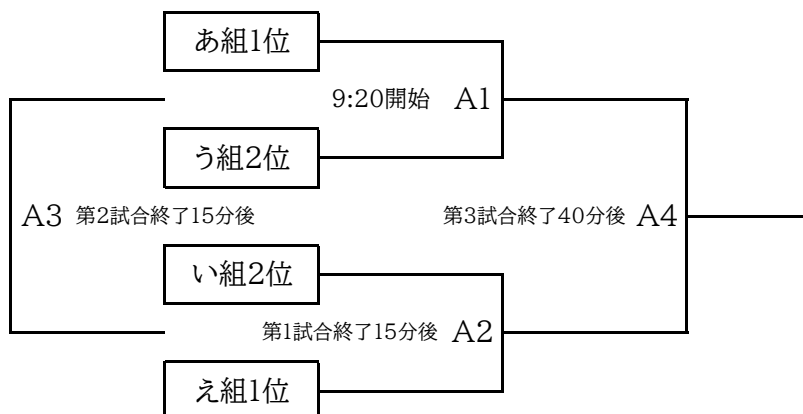 あ組1位
9:20開始 A1
う組2位
A3 第2試合終了15分後
第3試合終了40分後 A4
い組2位
第1試合終了15分後 A2
え組1位